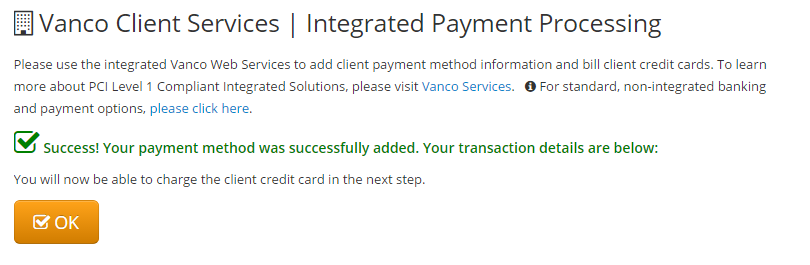 Vanco Client Services | Integrated Payment Processing
Please use the integrated Vanco Web Services to add client payment method information and bill client credit cards. To learn
more about PCI Level 1 Compliant Integrated Solutions, please visit Vanco Services. For standard, non-integrated banking
and payment options, please click here.
Success! Your payment method was successfully added. Your transaction details are below:
You will now be able to charge the client credit card in the next step.
OK